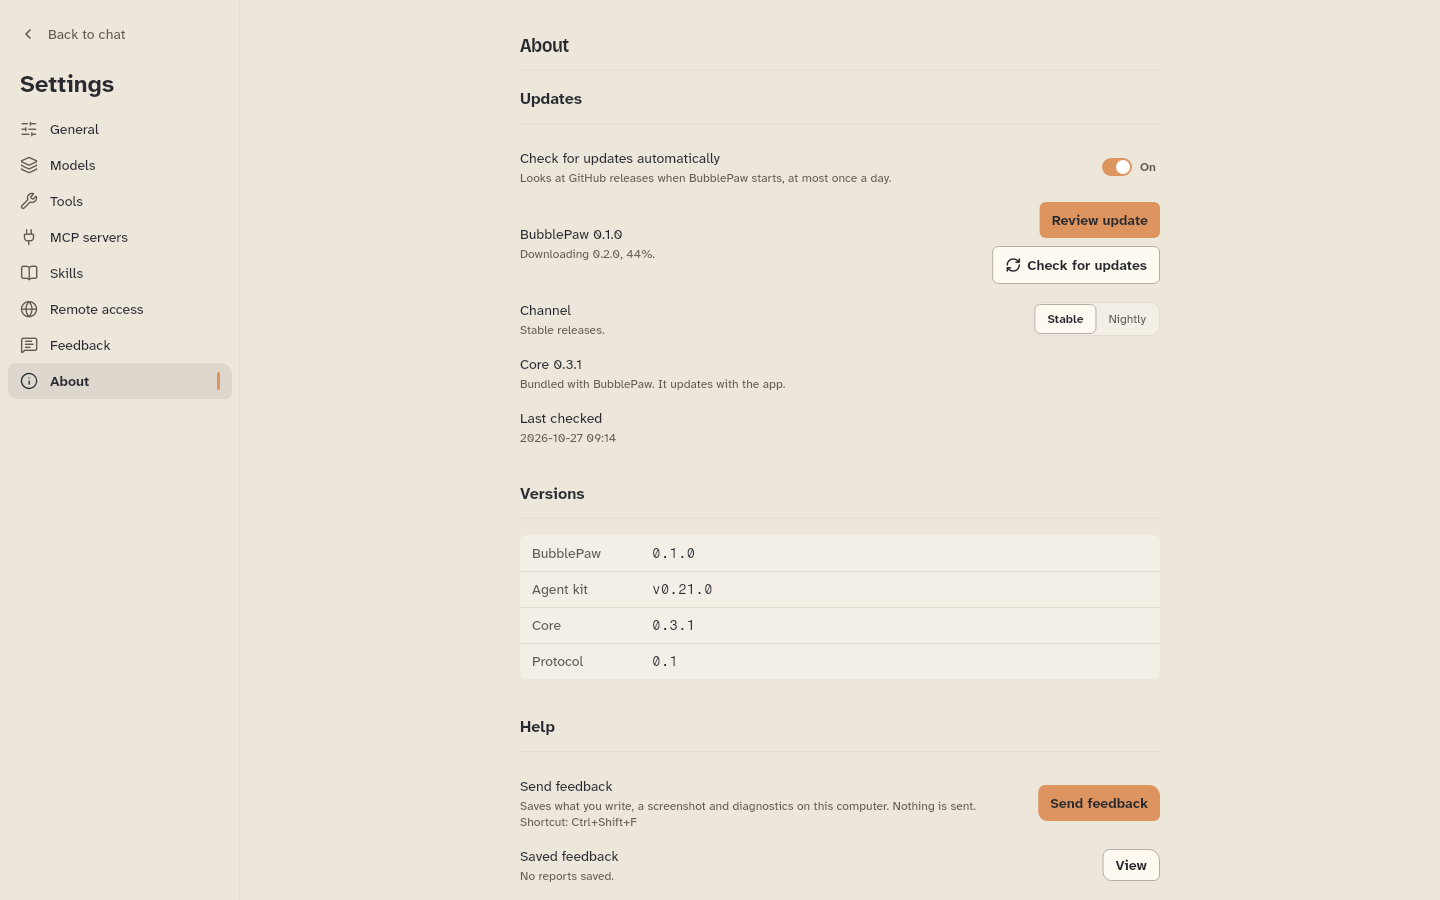 Back to chat
Settings
General
Models
Tools
MCP servers
Skills
Remote access
Feedback
About
About
Updates
Check for updates automatically
Looks at GitHub releases when BubblePaw starts, at most once a day.
On
BubblePaw 0.1.0
Downloading 0.2.0, 44%.
Review update
Check for updates
Channel
Stable releases.
Stable
Nightly
Core 0.3.1
Bundled with BubblePaw. It updates with the app.
Last checked
2026-10-27 09:14
Versions
BubblePaw 0.1.0
Agent kit v0.21.0
Core 0.3.1
Protocol 0.1
Help
Send feedback
Saves what you write, a screenshot and diagnostics on this computer. Nothing is sent.
Shortcut: Ctrl+Shift+F
Send feedback
Saved feedback
No reports saved.
View